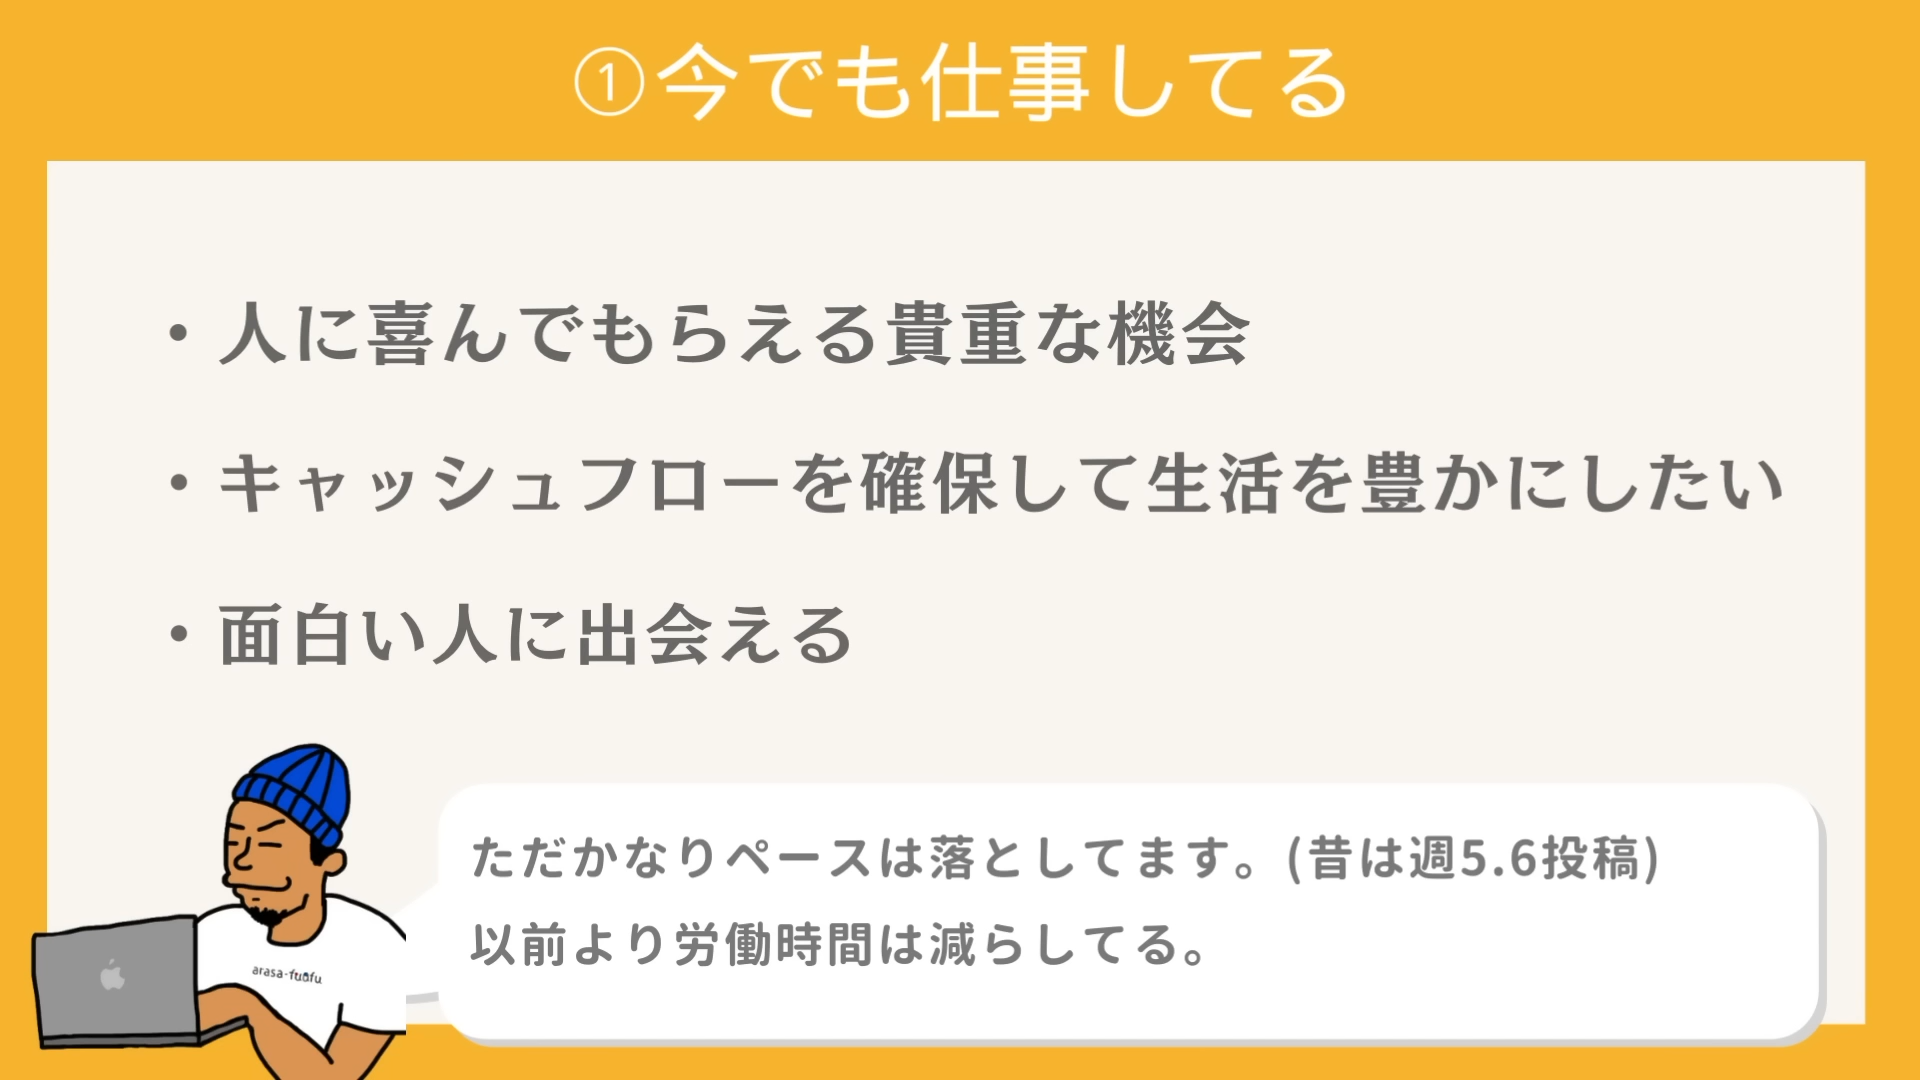 ①今でも仕事してる
・人に喜んでもらえる貴重な機会
・キャッシュフローを確保して生活を豊かにしたい
・面白い人に出会える
ただかなりペースは落としてます。(昔は週5.6投稿)
以前より労働時間は減らしてる。
arasa-fuufu